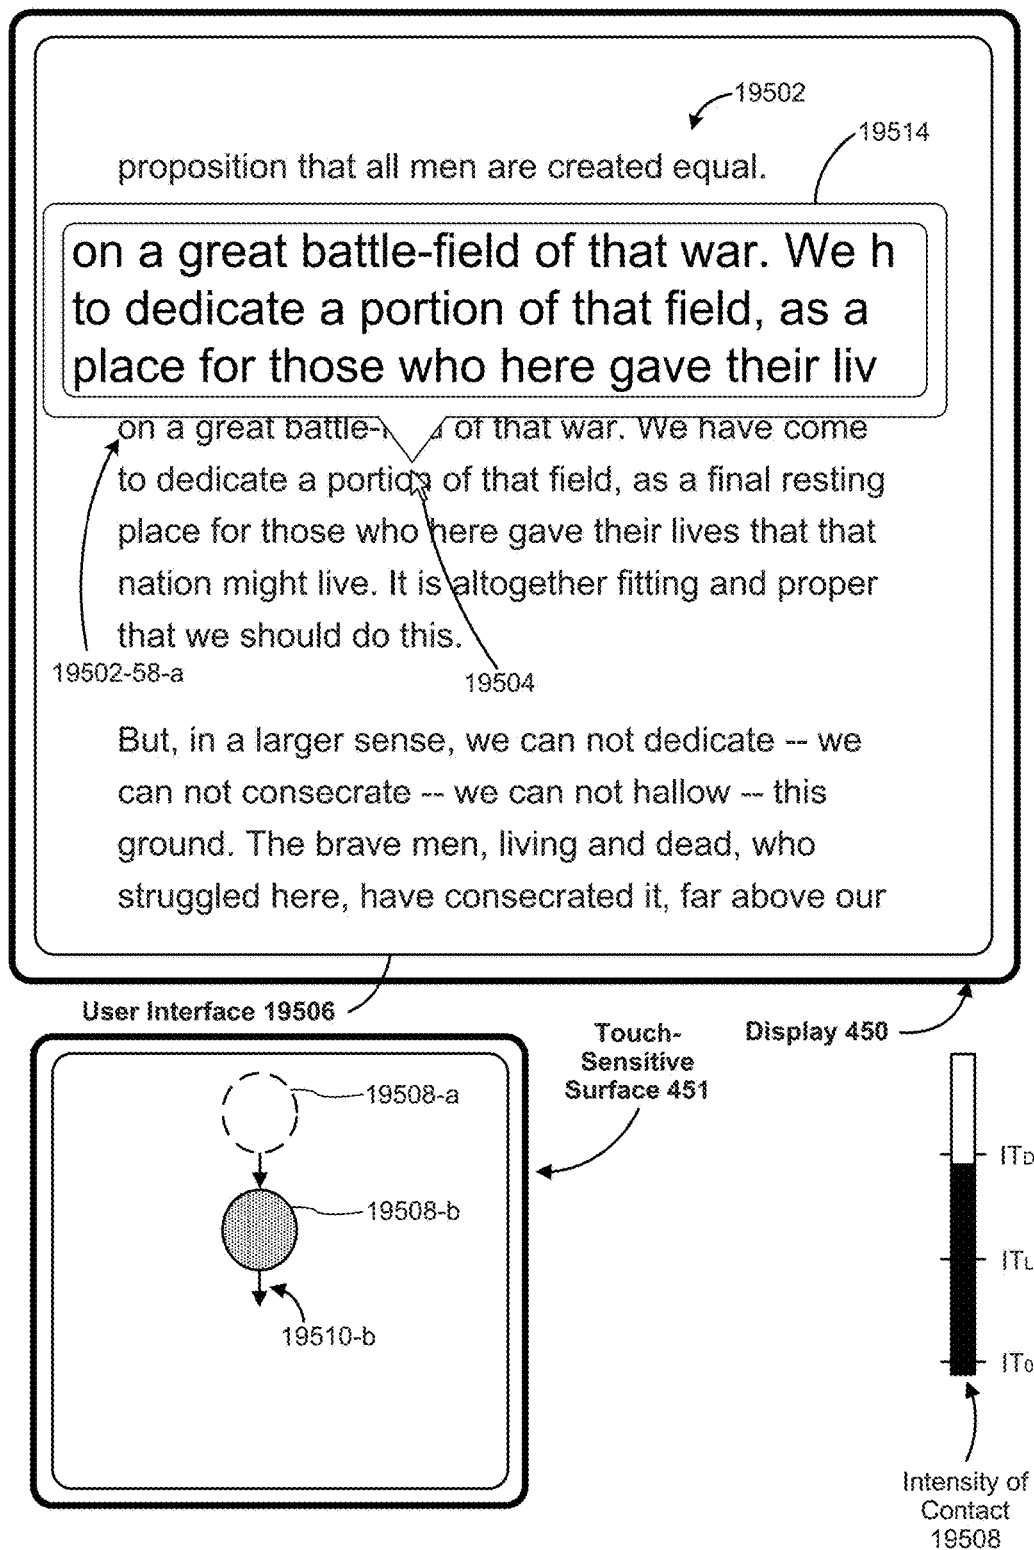 19502
19514
proposition that all men are created equal.
on a great battle-field of that war. We h
to dedicate a portion of that field, as a
place for those who here gave their liv
on a great battle- of that war. We have come
to dedicate a portion of that field, as a final resting
place for those who here gave their lives that that
nation might live. It is altogether fitting and proper
that we should do this.
19502-58-a
19504
But, in a larger sense, we can not dedicate -- we
can not consecrate -- we can not hallow -- this
ground. The brave men, living and dead, who
struggled here, have consecrated it, far above our
User Interface 19506
Display 450
Touch-
Sensitive
Surface 451
19508-a
19508-b
19510-b
ITD
ITL
IT0
Intensity of
Contact
19508